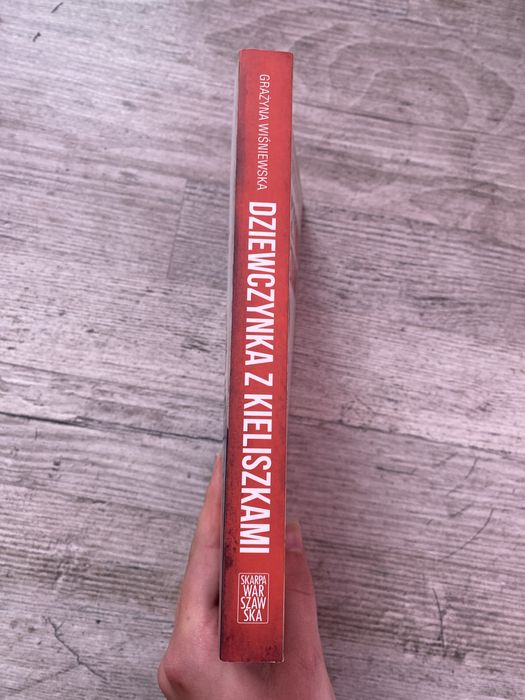 GRAŻYNA WIŚNIEWSKA
DZIEWCZYNKA Z KIELISZKAMI
SKARPA
WAR
SZAW
SKA